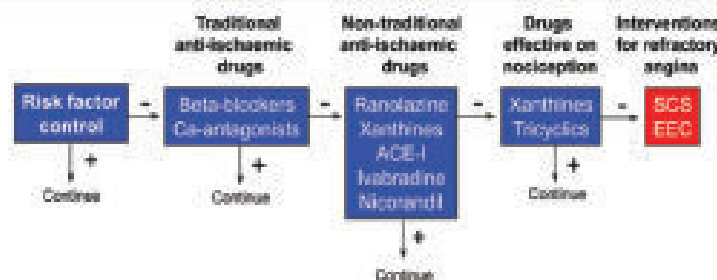 Traditional
anti-ischaemic
drugs
Non-traditional
anti-ischaemic
drugs
Drugs
effective on
nociception
Interventions
for refractory
angina
Risk factor
control
-
Beta-blockers
Ca-antagonists
-
Ranolazine
Xanthines
ACE-I
Ivabradine
Nicorandil
-
Xanthines
Tricyclics
-
SCS
EEC
+
Continue
+
Continue
+
Continue
+
Continue